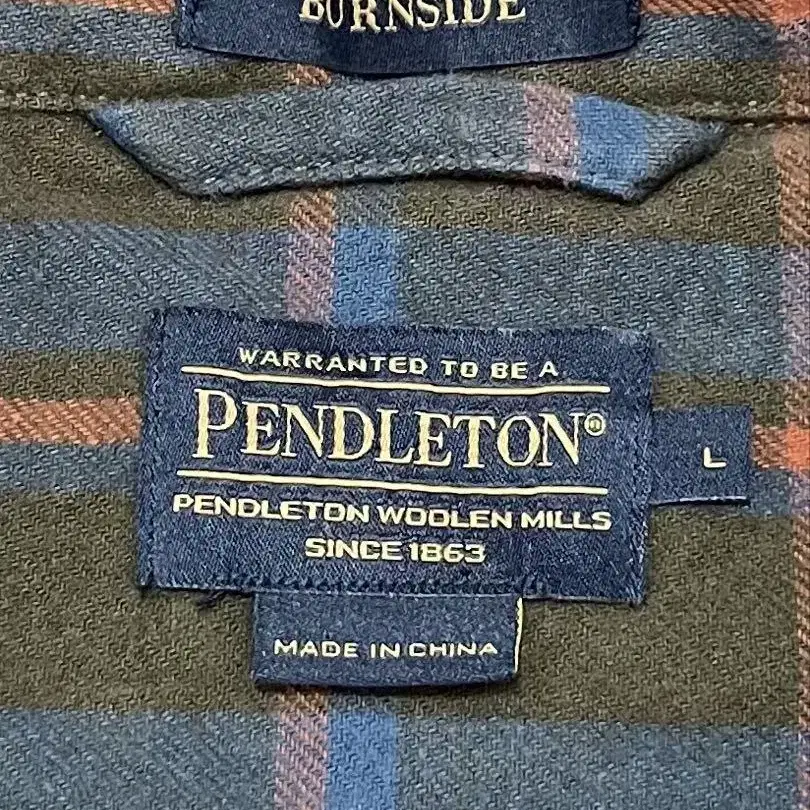 BURNSIDE
WARRANTED TO BE A
PENDLETON®
L
PENDLETON WOOLEN MILLS
SINCE 1863
MADE IN CHINA